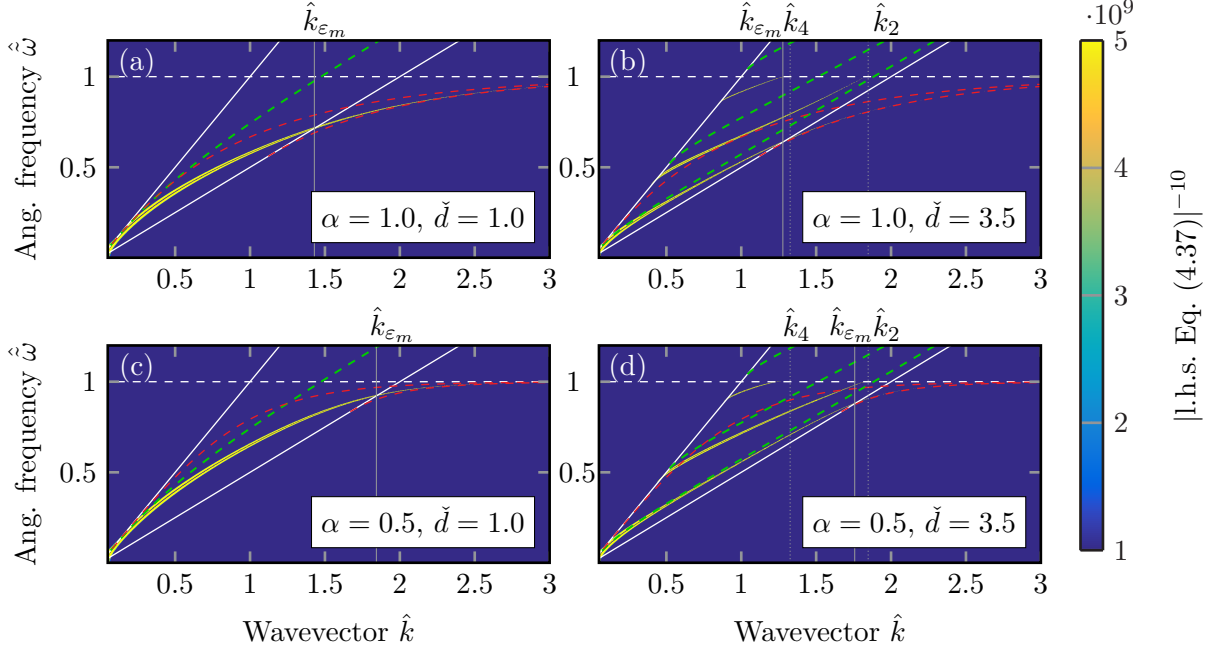 k̂_{ε_m}
k̂_{ε_m} k̂_4 k̂_2
·10^9
(a)
(b)
Ang. frequency ω̂
1
0.5
α = 1.0, ď = 1.0
0.5 1 1.5 2 2.5 3
1
0.5
α = 1.0, ď = 3.5
0.5 1 1.5 2 2.5 3
k̂_{ε_m}
k̂_4 k̂_{ε_m} k̂_2
(c)
(d)
Ang. frequency ω̂
1
0.5
α = 0.5, ď = 1.0
0.5 1 1.5 2 2.5 3
Wavevector k̂
1
0.5
α = 0.5, ď = 3.5
0.5 1 1.5 2 2.5 3
Wavevector k̂
5
4
3
2
1
|l.h.s. Eq. (4.37)|^{-10}